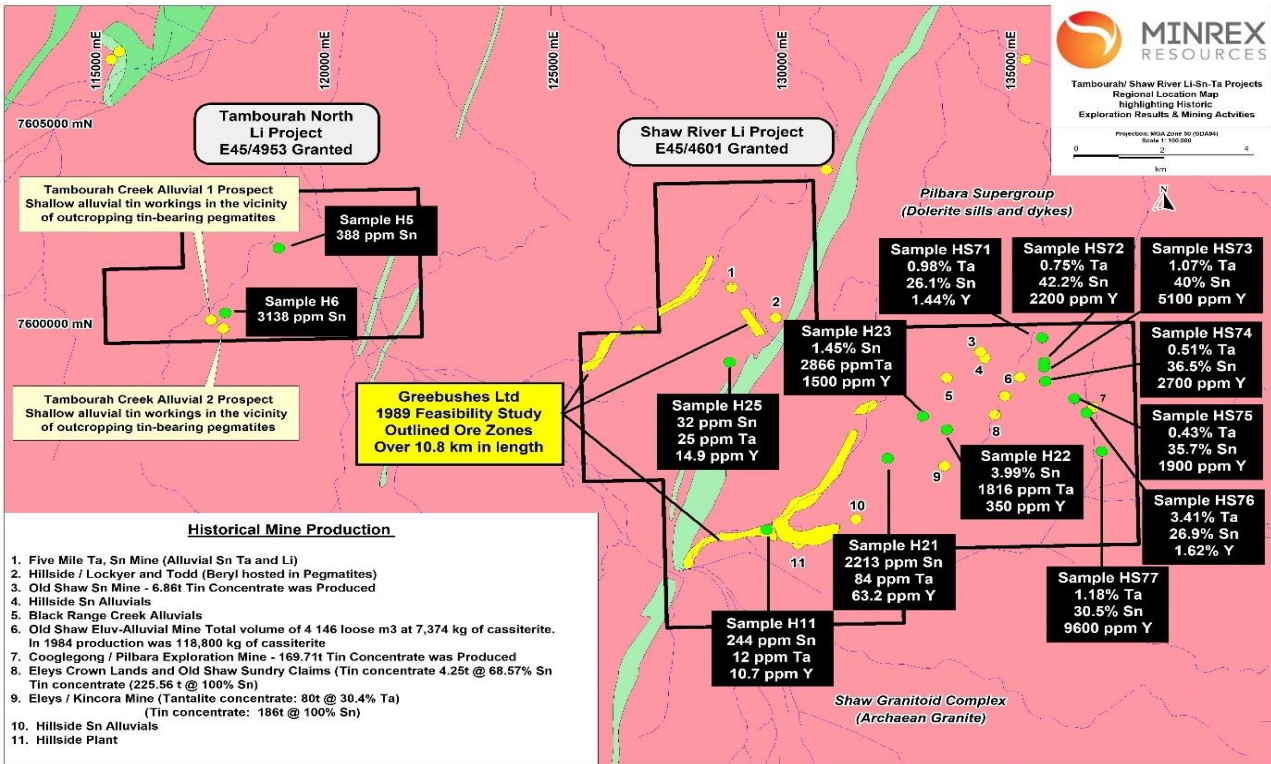 115000 mE
120000 mE
125000 mE
130000 mE
135000 mE
MINREX
RESOURCES
Tambourah/ Shaw River Li-Sn-Ta Projects
Regional Location Map
highlighting Historic
Exploration Results & Mining Actvities
Projection: MGA Zone 50 (GDA94)
Scale 1: 100,000
0
2
4
km
N
7605000 mN
7600000 mN
Tambourah North
Li Project
E45/4953 Granted
Shaw River Li Project
E45/4601 Granted
Tambourah Creek Alluvial 1 Prospect
Shallow alluvial tin workings in the vicinity
of outcropping tin-bearing pegmatites
Sample H5
388 ppm Sn
Sample H6
3138 ppm Sn
Tambourah Creek Alluvial 2 Prospect
Shallow alluvial tin workings in the vicinity
of outcropping tin-bearing pegmatites
Pilbara Supergroup
(Dolerite sills and dykes)
Sample HS71
0.98% Ta
26.1% Sn
1.44% Y
Sample HS72
0.75% Ta
42.2% Sn
2200 ppm Y
Sample HS73
1.07% Ta
40% Sn
5100 ppm Y
Sample HS74
0.51% Ta
36.5% Sn
2700 ppm Y
Sample HS75
0.43% Ta
35.7% Sn
1900 ppm Y
Sample HS76
3.41% Ta
26.9% Sn
1.62% Y
Sample HS77
1.18% Ta
30.5% Sn
9600 ppm Y
Sample H23
1.45% Sn
2866 ppmTa
1500 ppm Y
Sample H22
3.99% Sn
1816 ppm Ta
350 ppm Y
Sample H25
32 ppm Sn
25 ppm Ta
14.9 ppm Y
Sample H21
2213 ppm Sn
84 ppm Ta
63.2 ppm Y
Sample H11
244 ppm Sn
12 ppm Ta
10.7 ppm Y
Greebushes Ltd
1989 Feasibility Study
Outlined Ore Zones
Over 10.8 km in length
1
2
3
4
5
6
7
8
9
10
11
Shaw Granitoid Complex
(Archaean Granite)
Historical Mine Production
1. Five Mile Ta, Sn Mine (Alluvial Sn Ta and Li)
2. Hillside / Lockyer and Todd (Beryl hosted in Pegmatites)
3. Old Shaw Sn Mine - 6.86t Tin Concentrate was Produced
4. Hillside Sn Alluvials
5. Black Range Creek Alluvials
6. Old Shaw Eluv-Alluvial Mine Total volume of 4 146 loose m3 at 7,374 kg of cassiterite.
In 1984 production was 118,800 kg of cassiterite
7. Cooglegong / Pilbara Exploration Mine - 169.71t Tin Concentrate was Produced
8. Eleys Crown Lands and Old Shaw Sundry Claims (Tin concentrate 4.25t @ 68.57% Sn
Tin concentrate (225.56 t @ 100% Sn)
9. Eleys / Kincora Mine (Tantalite concentrate: 80t @ 30.4% Ta)
(Tin concentrate: 186t @ 100% Sn)
10. Hillside Sn Alluvials
11. Hillside Plant